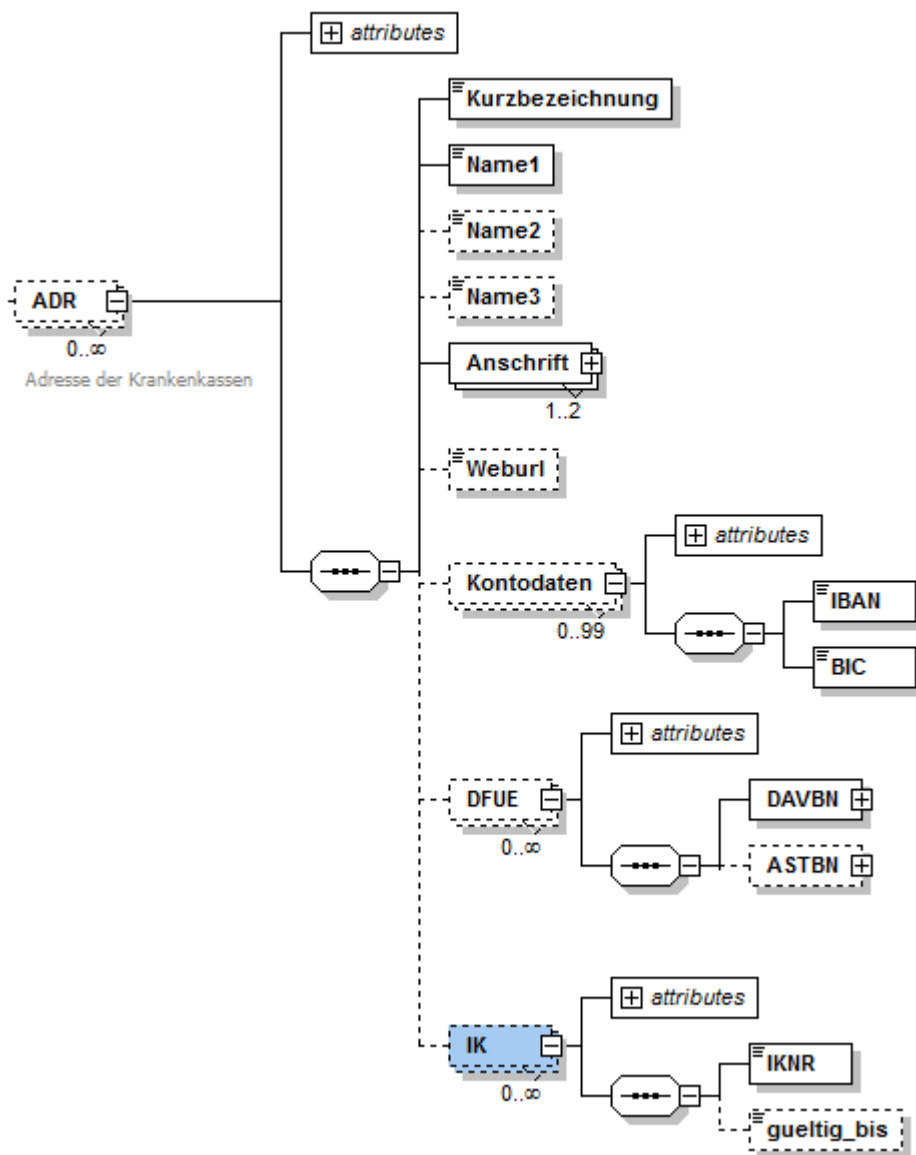 attributes
Kurzbezeichnung
Name1
Name2
Name3
ADR
0..∞
Adresse der Krankenkassen
Anschrift
1..2
Weburl
Kontodaten
0..99
attributes
IBAN
BIC
DFUE
0..∞
attributes
DAVBN
ASTBN
IK
0..∞
attributes
IKNR
gueltig_bis